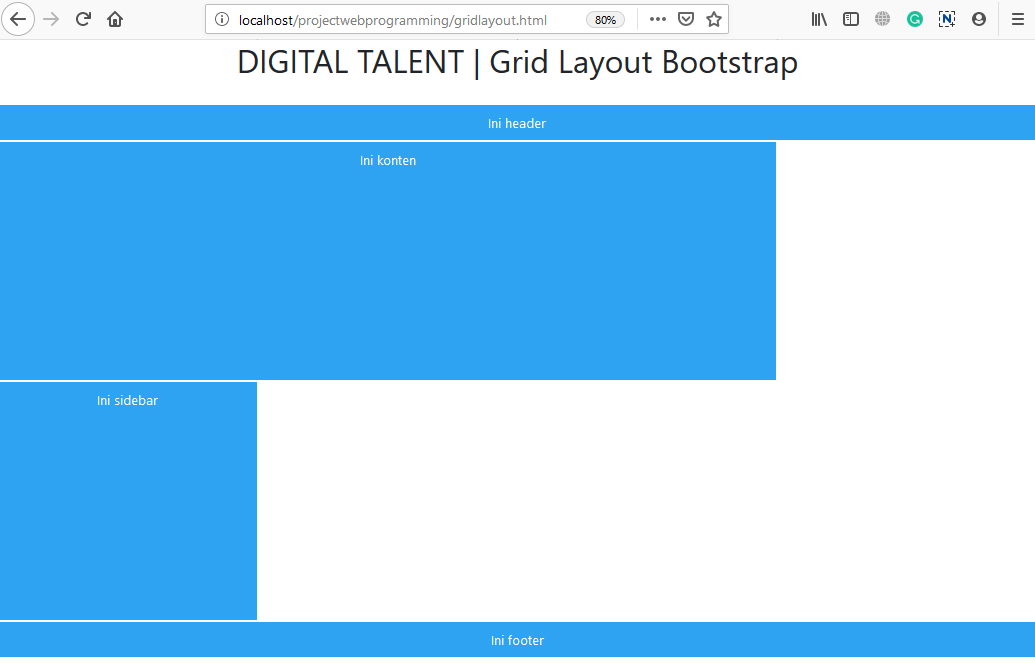 localhost/projectwebprogramming/gridlayout.html 80%
DIGITAL TALENT | Grid Layout Bootstrap
Ini header
Ini konten
Ini sidebar
Ini footer